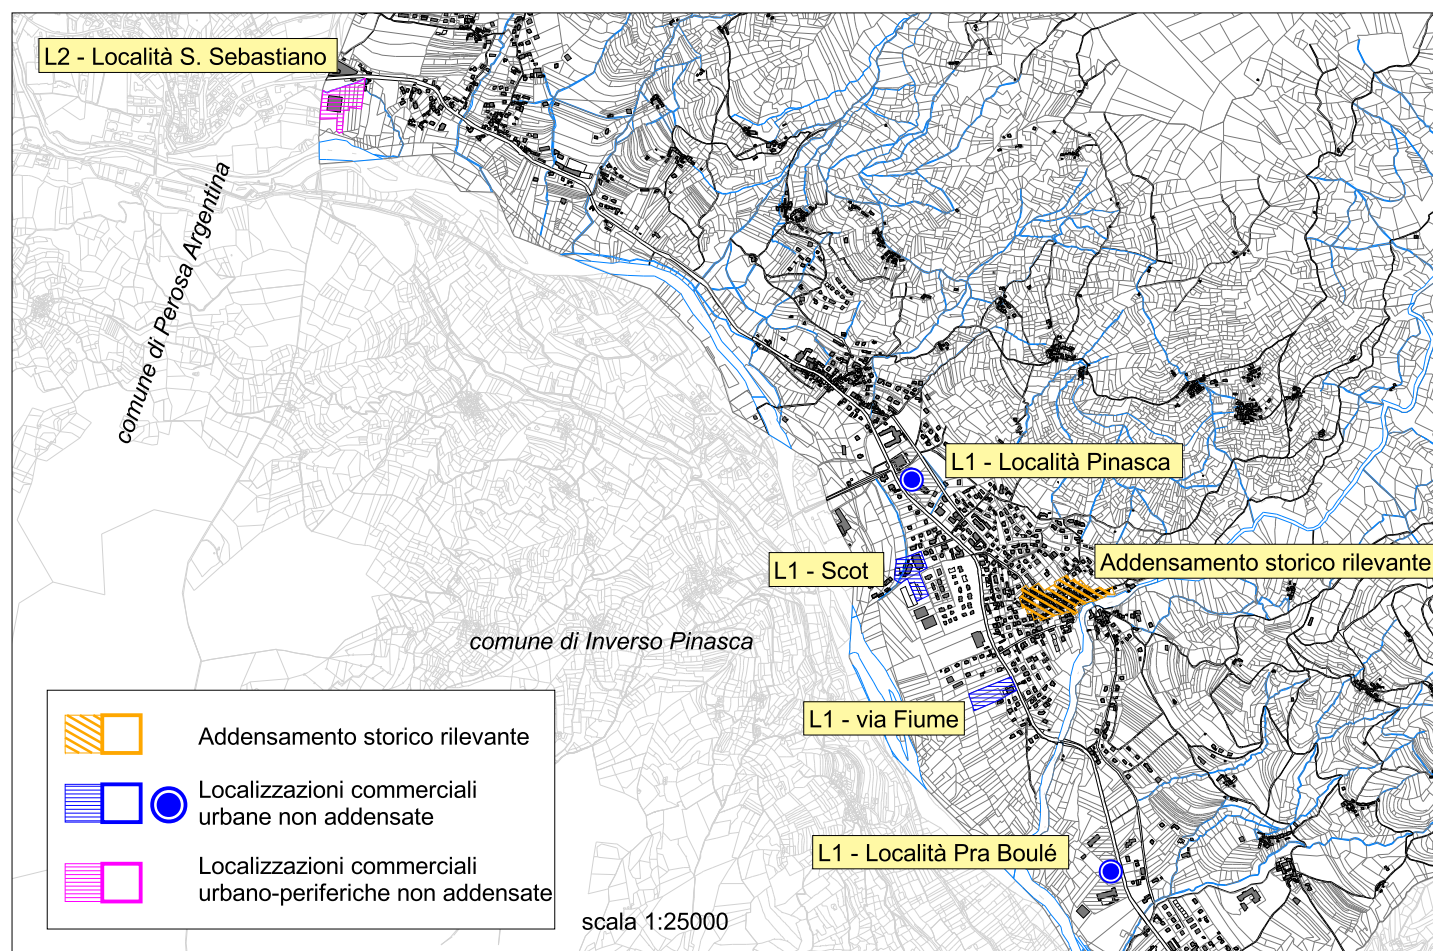 L2 - Località S. Sebastiano
comune di Perosa Argentina
L1 - Località Pinasca
Addensamento storico rilevante
L1 - Scot
comune di Inverso Pinasca
L1 - via Fiume
L1 - Località Pra Boulé
Addensamento storico rilevante
Localizzazioni commerciali
urbane non addensate
Localizzazioni commerciali
urbano-periferiche non addensate
scala 1:25000